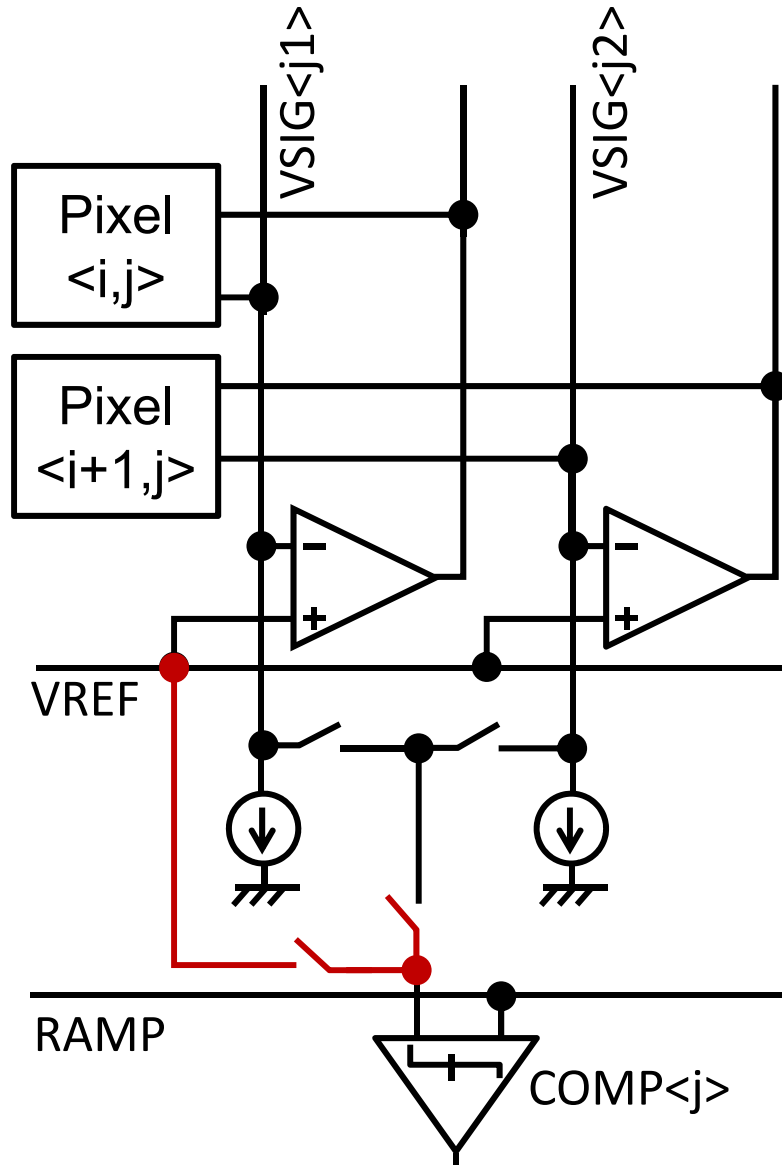 VSIG<j1>
VSIG<j2>
Pixel
<i,j>
Pixel
<i+1,j>
−
+
−
+
VREF
RAMP
COMP<j>